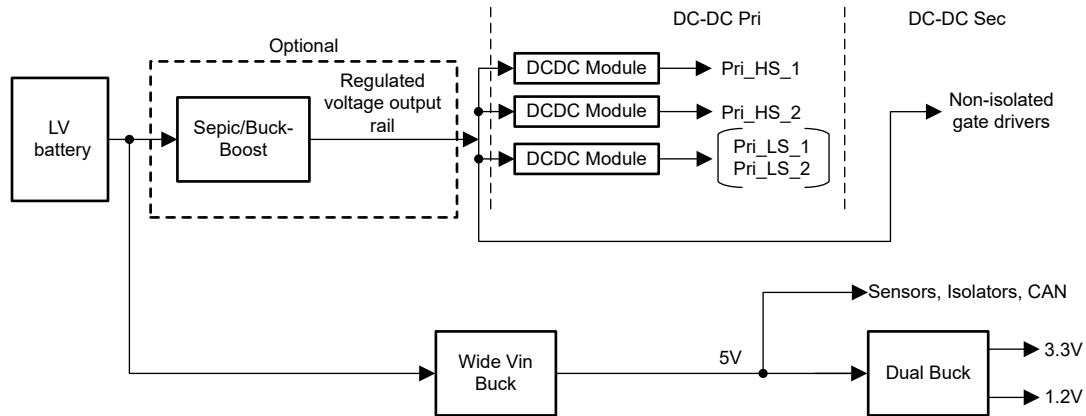 DC-DC Pri
DC-DC Sec
Optional
LV
battery
Sepic/Buck-
Boost
Regulated
voltage output
rail
DCDC Module
Pri_HS_1
DCDC Module
Pri_HS_2
DCDC Module
Pri_LS_1
Pri_LS_2
Non-isolated
gate drivers
Sensors, Isolators, CAN
Wide Vin
Buck
5V
Dual Buck
3.3V
1.2V